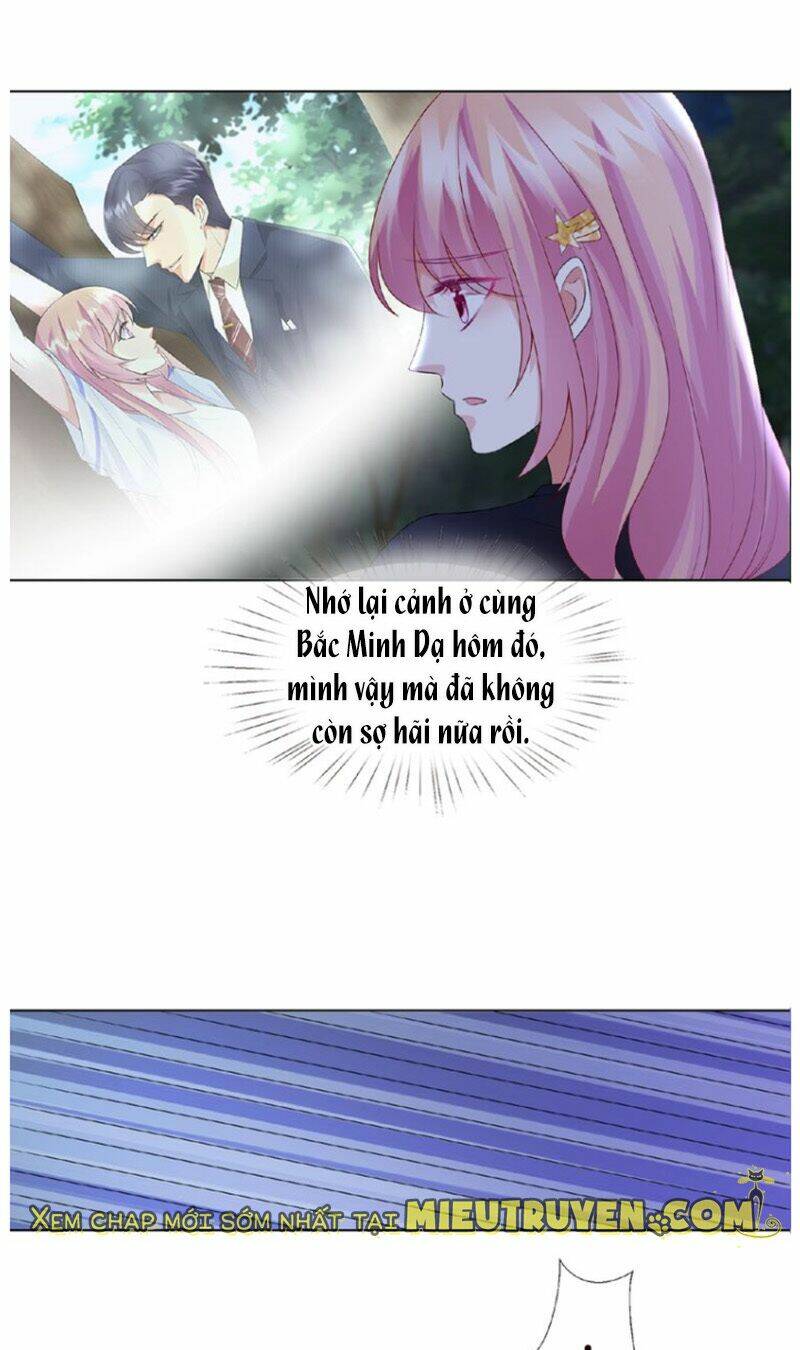 Nhớ lại cảnh ở cùng
Bắc Minh Dạ hôm đó,
mình vậy mà đã không
còn sợ hãi nữa rồi.
Xem chap mới sớm nhất tại MIEUTRUYEN.COM